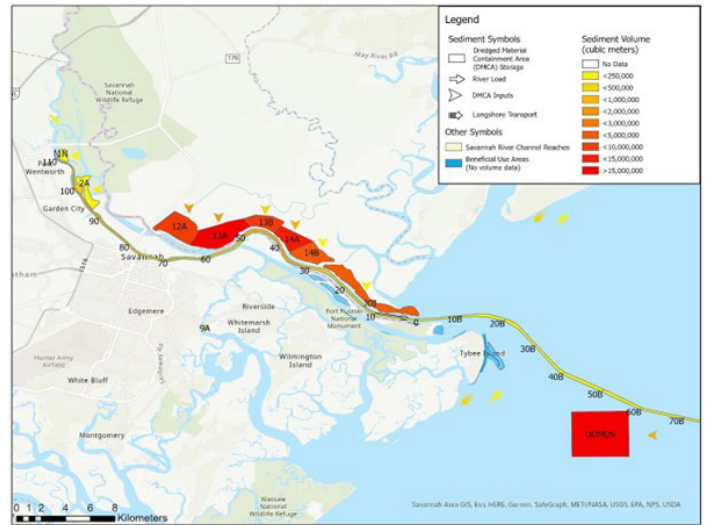 Legend
Sediment Symbols
Dredged Material
Containment Area
(DMCA) Storage
River Load
DMCA Inputs
Longshore Transport
Other Symbols
Savannah River Channel Reaches
Beneficial Use Areas
(No volume data)
Sediment Volume
(cubic meters)
No Data
<250,000
<500,000
<1,000,000
<2,000,000
<3,000,000
<5,000,000
<10,000,000
<15,000,000
>15,000,000
May River Rd
170
Savannah
National
Wildlife Refuge
1N
110
Wentworth
100
2A
Garden City
90
80
Savannah
70
60
50
40
30
20
10
0
12A
13A
13B
14A
14B
10B
20B
30B
40B
50B
60B
70B
Edgemere
Riverside
Whitemarsh
Island
9A
Fort Pulaski
National
Monument
Tybee Island
Wilmington
Island
Hunter Army
Airfield
White Bluff
Montgomery
ODMDS
Wassaw
National
Wildlife Refuge
Savannah Area GIS, Esri, HERE, Garmin, SafeGraph, METI/NASA, USGS, EPA, NPS, USDA
0 1 2 4 6 8
Kilometers